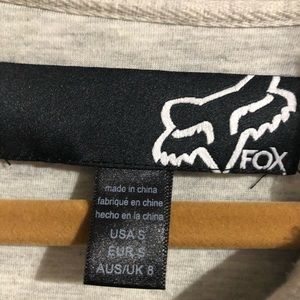 FOX
made in china
fabriqué en chine
hecho en la china
USA S
EUR S
AUS/UK 8